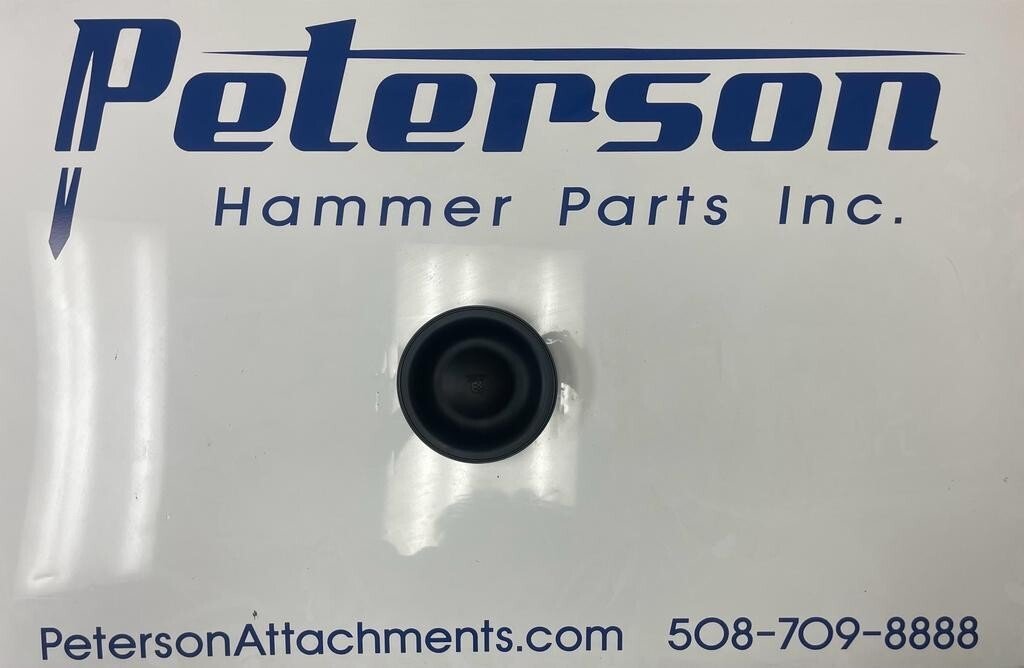 Peterson
Hammer Parts Inc.
PetersonAttachments.com 508-709-8888